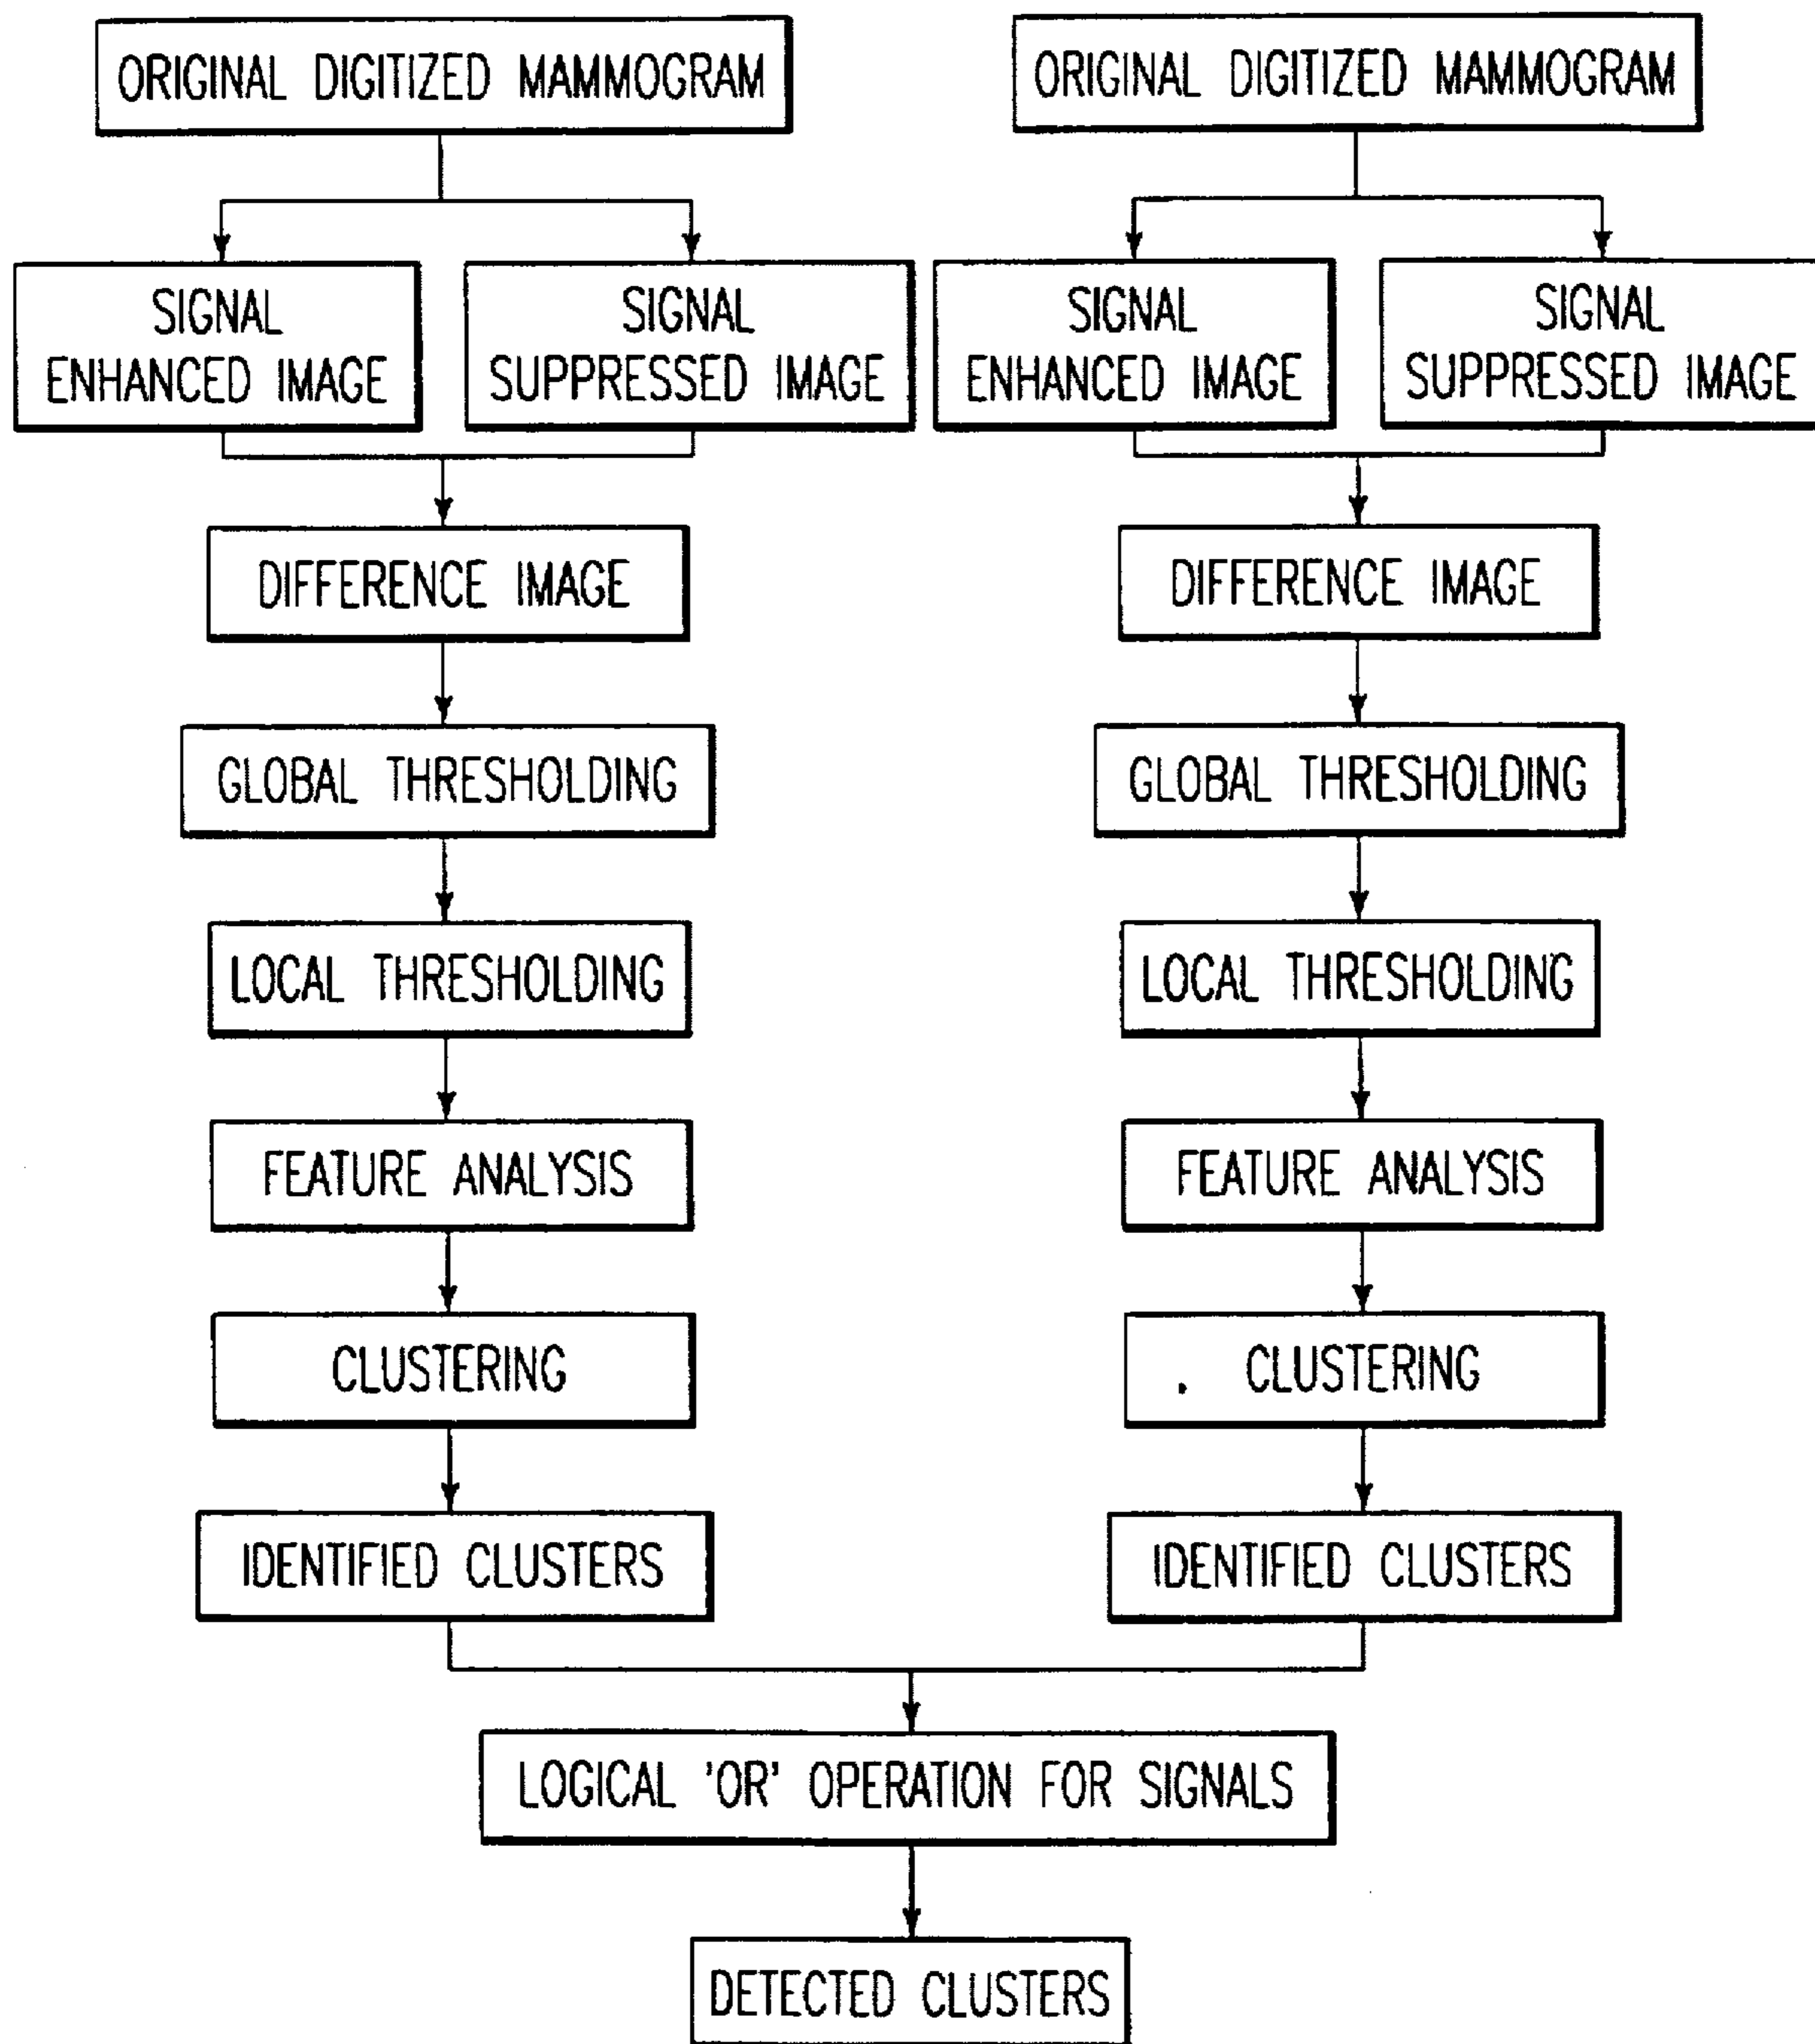 ORIGINAL DIGITIZED MAMMOGRAM
ORIGINAL DIGITIZED MAMMOGRAM
SIGNAL
ENHANCED IMAGE
SIGNAL
SUPPRESSED IMAGE
SIGNAL
ENHANCED IMAGE
SIGNAL
SUPPRESSED IMAGE
DIFFERENCE IMAGE
DIFFERENCE IMAGE
GLOBAL THRESHOLDING
GLOBAL THRESHOLDING
LOCAL THRESHOLDING
LOCAL THRESHOLDING
FEATURE ANALYSIS
FEATURE ANALYSIS
CLUSTERING
CLUSTERING
IDENTIFIED CLUSTERS
IDENTIFIED CLUSTERS
LOGICAL 'OR' OPERATION FOR SIGNALS
DETECTED CLUSTERS